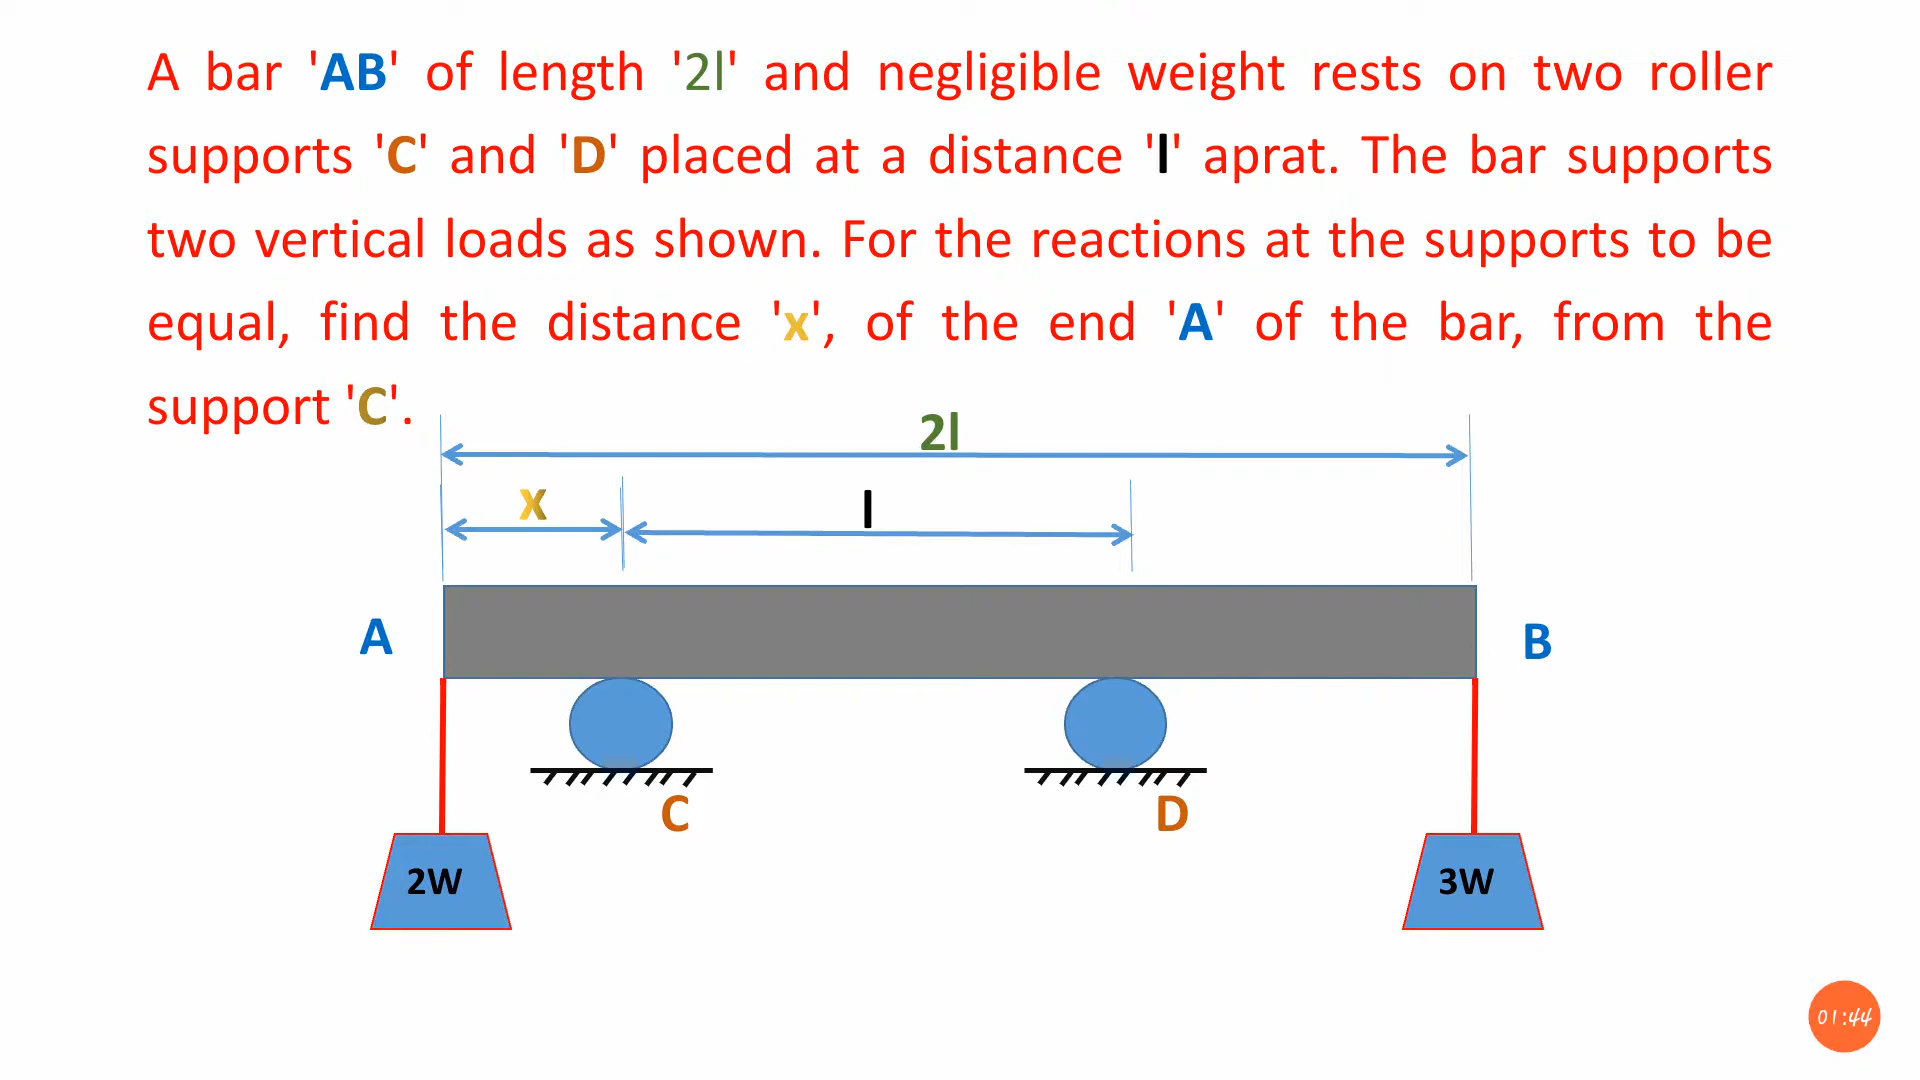 A bar 'AB' of length '2l' and negligible weight rests on two roller
supports 'C' and 'D' placed at a distance 'l' aprat. The bar supports
two vertical loads as shown. For the reactions at the supports to be
equal, find the distance 'x', of the end 'A' of the bar, from the
support 'C'.
2l
x
l
A
B
C
D
2W
3W
01:44